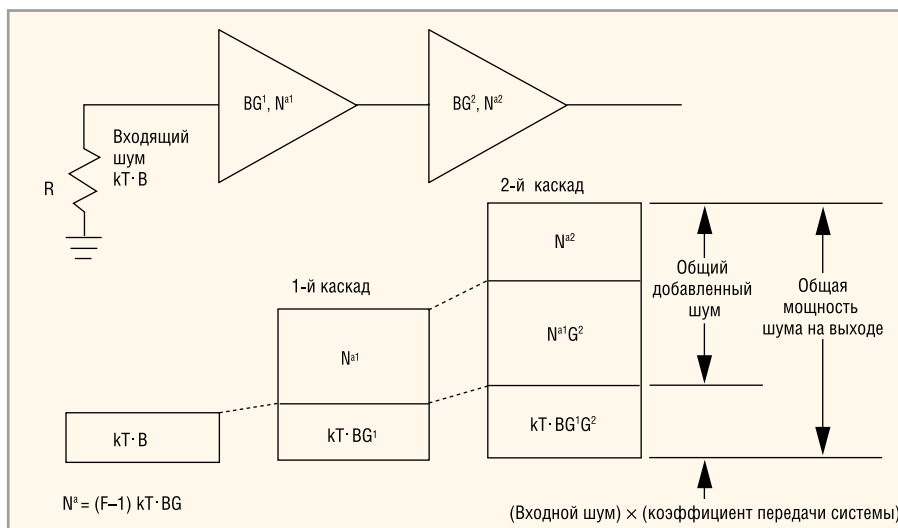 BG¹, Nᵃ¹
BG², Nᵃ²
Входящий
шум
kT·B
R
2-й каскад
Nᵃ²
Общий
добавленный
шум
Общая
мощность
шума на выходе
1-й каскад
Nᵃ¹
Nᵃ¹G²
kT·B
kT·BG¹
kT·BG¹G²
Nᵃ = (F–1) kT·BG
(Входной шум) × (коэффициент передачи системы)